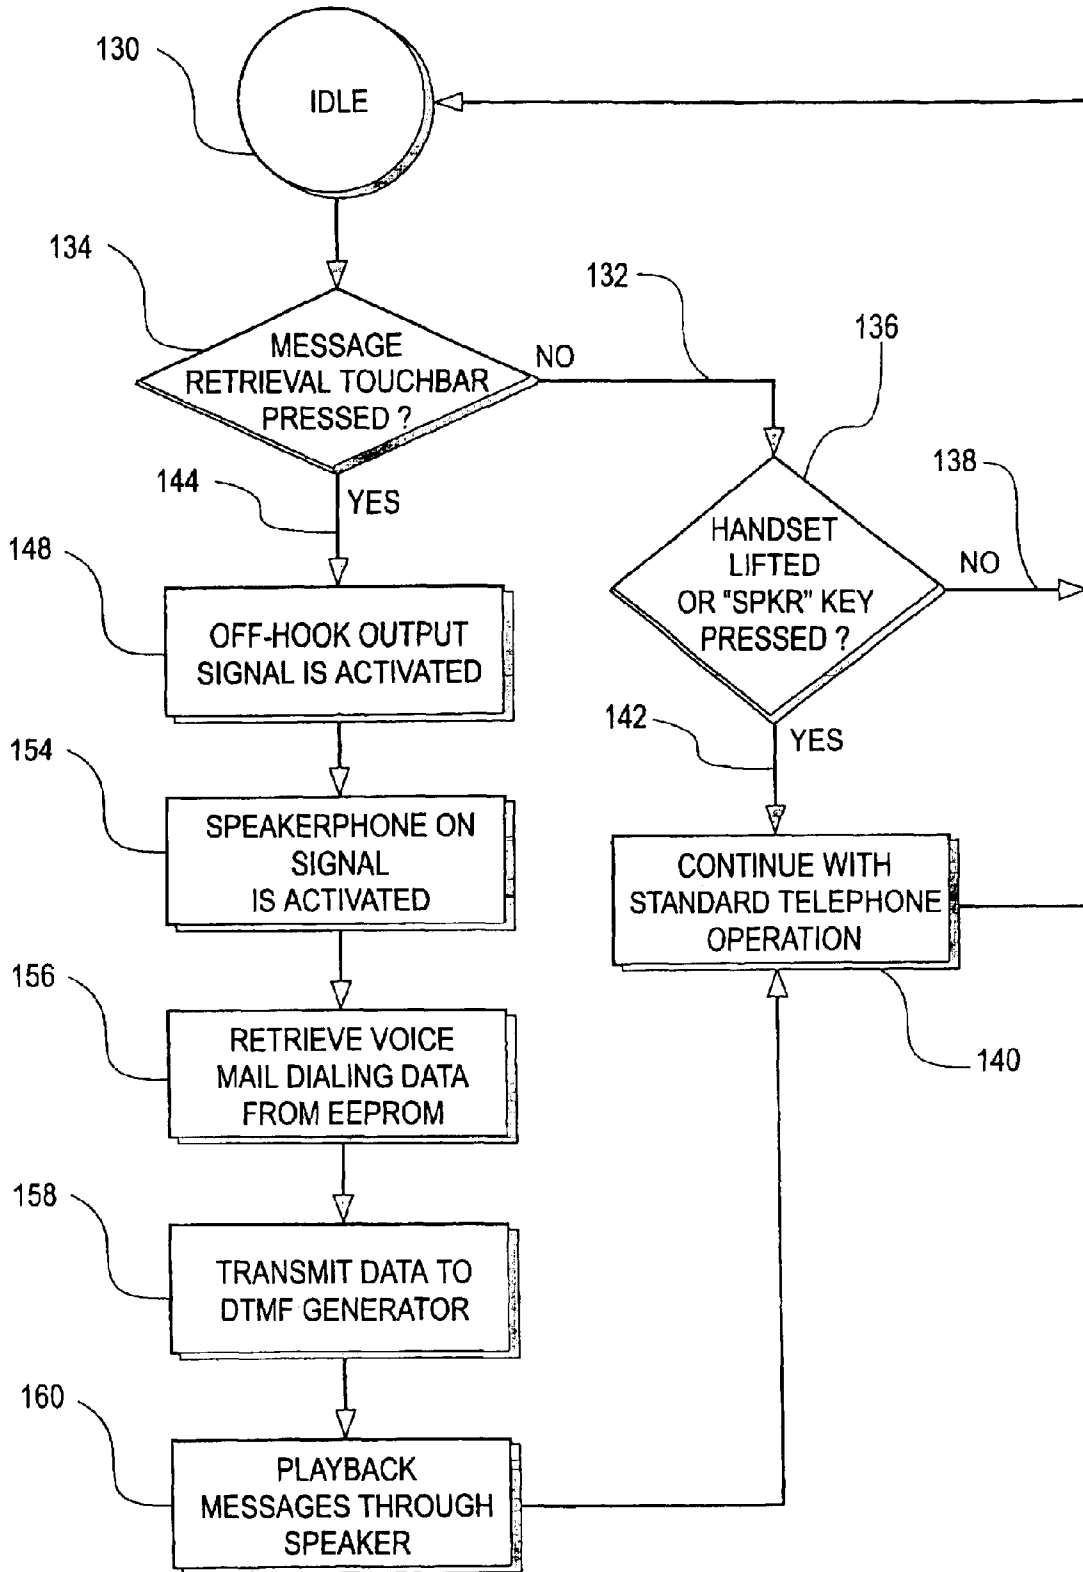 130
IDLE
134
MESSAGE
RETRIEVAL TOUCHBAR
PRESSED ?
NO
132
136
144
YES
138
HANDSET
LIFTED
OR "SPKR" KEY
PRESSED ?
NO
148
OFF-HOOK OUTPUT
SIGNAL IS ACTIVATED
142
YES
154
SPEAKERPHONE ON
SIGNAL
IS ACTIVATED
CONTINUE WITH
STANDARD TELEPHONE
OPERATION
140
156
RETRIEVE VOICE
MAIL DIALING DATA
FROM EEPROM
158
TRANSMIT DATA TO
DTMF GENERATOR
160
PLAYBACK
MESSAGES THROUGH
SPEAKER